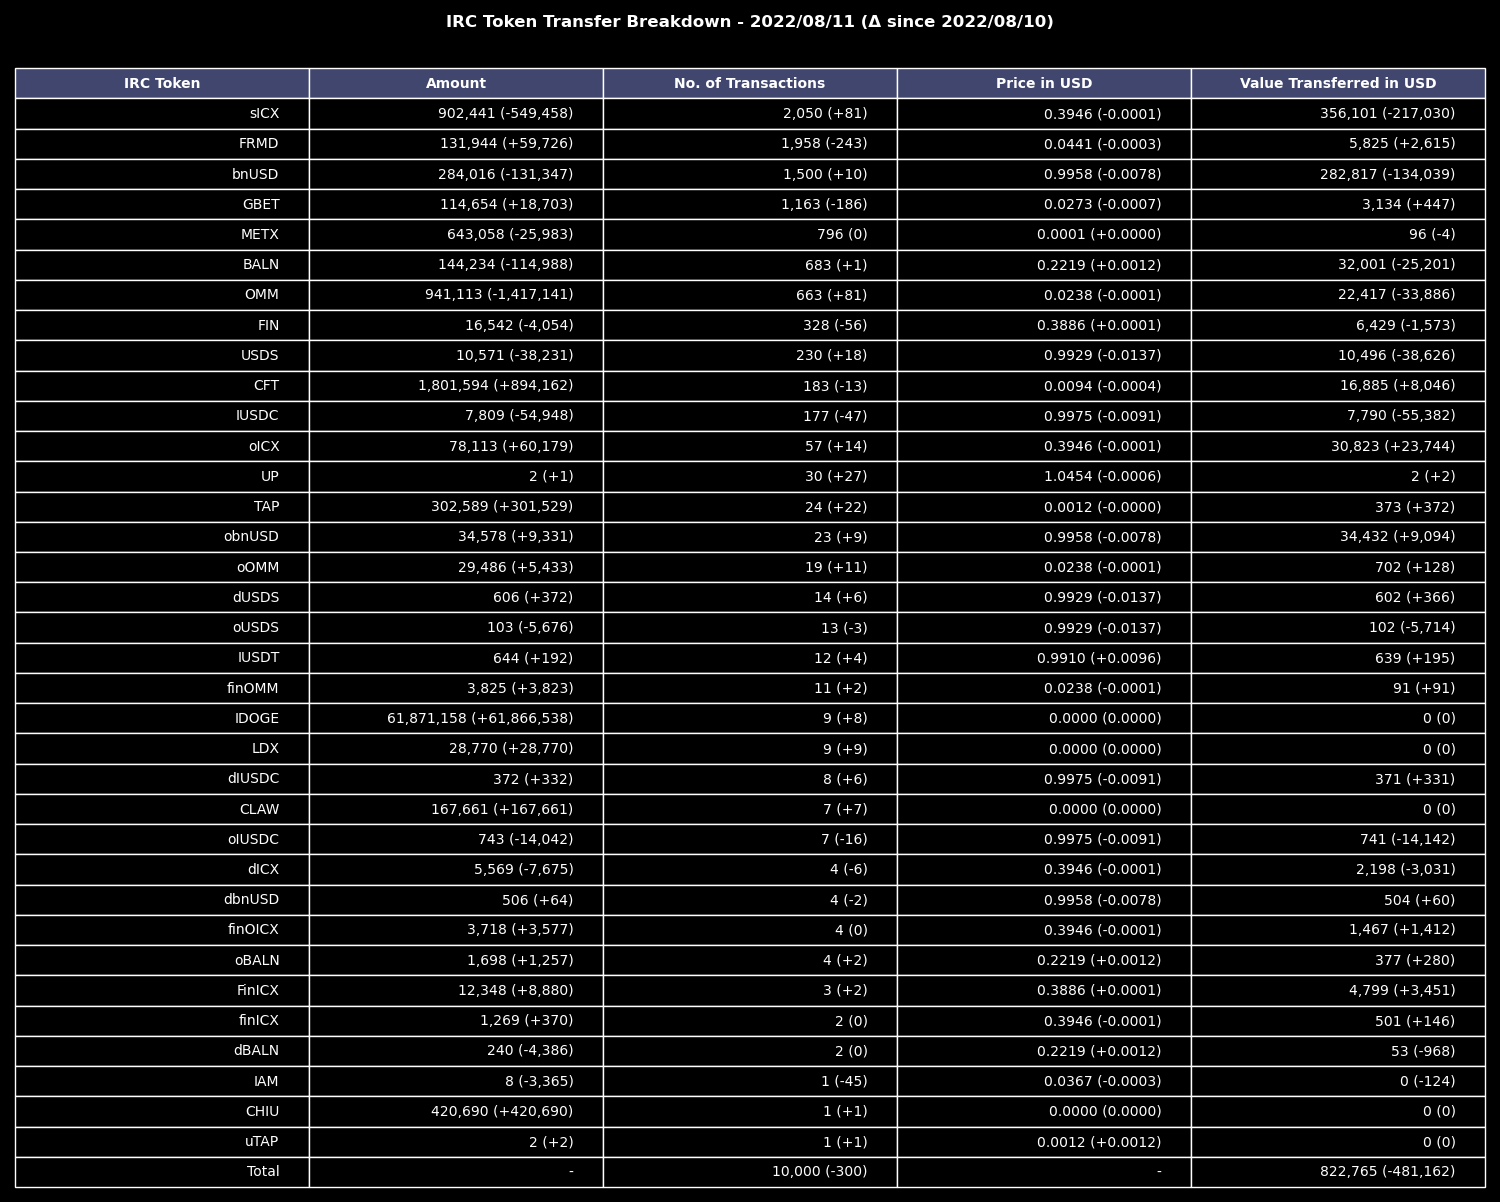 IRC Token Transfer Breakdown - 2022/08/11 (Δ since 2022/08/10)
IRC Token Amount No. of Transactions Price in USD Value Transferred in USD
sICX 902,441 (-549,458) 2,050 (+81) 0.3946 (-0.0001) 356,101 (-217,030)
FRMD 131,944 (+59,726) 1,958 (-243) 0.0441 (-0.0003) 5,825 (+2,615)
bnUSD 284,016 (-131,347) 1,500 (+10) 0.9958 (-0.0078) 282,817 (-134,039)
GBET 114,654 (+18,703) 1,163 (-186) 0.0273 (-0.0007) 3,134 (+447)
METX 643,058 (-25,983) 796 (0) 0.0001 (+0.0000) 96 (-4)
BALN 144,234 (-114,988) 683 (+1) 0.2219 (+0.0012) 32,001 (-25,201)
OMM 941,113 (-1,417,141) 663 (+81) 0.0238 (-0.0001) 22,417 (-33,886)
FIN 16,542 (-4,054) 328 (-56) 0.3886 (+0.0001) 6,429 (-1,573)
USDS 10,571 (-38,231) 230 (+18) 0.9929 (-0.0137) 10,496 (-38,626)
CFT 1,801,594 (+894,162) 183 (-13) 0.0094 (-0.0004) 16,885 (+8,046)
IUSDC 7,809 (-54,948) 177 (-47) 0.9975 (-0.0091) 7,790 (-55,382)
oICX 78,113 (+60,179) 57 (+14) 0.3946 (-0.0001) 30,823 (+23,744)
UP 2 (+1) 30 (+27) 1.0454 (-0.0006) 2 (+2)
TAP 302,589 (+301,529) 24 (+22) 0.0012 (-0.0000) 373 (+372)
obnUSD 34,578 (+9,331) 23 (+9) 0.9958 (-0.0078) 34,432 (+9,094)
oOMM 29,486 (+5,433) 19 (+11) 0.0238 (-0.0001) 702 (+128)
dUSDS 606 (+372) 14 (+6) 0.9929 (-0.0137) 602 (+366)
oUSDS 103 (-5,676) 13 (-3) 0.9929 (-0.0137) 102 (-5,714)
IUSDT 644 (+192) 12 (+4) 0.9910 (+0.0096) 639 (+195)
finOMM 3,825 (+3,823) 11 (+2) 0.0238 (-0.0001) 91 (+91)
IDOGE 61,871,158 (+61,866,538) 9 (+8) 0.0000 (0.0000) 0 (0)
LDX 28,770 (+28,770) 9 (+9) 0.0000 (0.0000) 0 (0)
dIUSDC 372 (+332) 8 (+6) 0.9975 (-0.0091) 371 (+331)
CLAW 167,661 (+167,661) 7 (+7) 0.0000 (0.0000) 0 (0)
oIUSDC 743 (-14,042) 7 (-16) 0.9975 (-0.0091) 741 (-14,142)
dICX 5,569 (-7,675) 4 (-6) 0.3946 (-0.0001) 2,198 (-3,031)
dbnUSD 506 (+64) 4 (-2) 0.9958 (-0.0078) 504 (+60)
finOICX 3,718 (+3,577) 4 (0) 0.3946 (-0.0001) 1,467 (+1,412)
oBALN 1,698 (+1,257) 4 (+2) 0.2219 (+0.0012) 377 (+280)
FinICX 12,348 (+8,880) 3 (+2) 0.3886 (+0.0001) 4,799 (+3,451)
finICX 1,269 (+370) 2 (0) 0.3946 (-0.0001) 501 (+146)
dBALN 240 (-4,386) 2 (0) 0.2219 (+0.0012) 53 (-968)
IAM 8 (-3,365) 1 (-45) 0.0367 (-0.0003) 0 (-124)
CHIU 420,690 (+420,690) 1 (+1) 0.0000 (0.0000) 0 (0)
uTAP 2 (+2) 1 (+1) 0.0012 (+0.0012) 0 (0)
Total - 10,000 (-300) - 822,765 (-481,162)